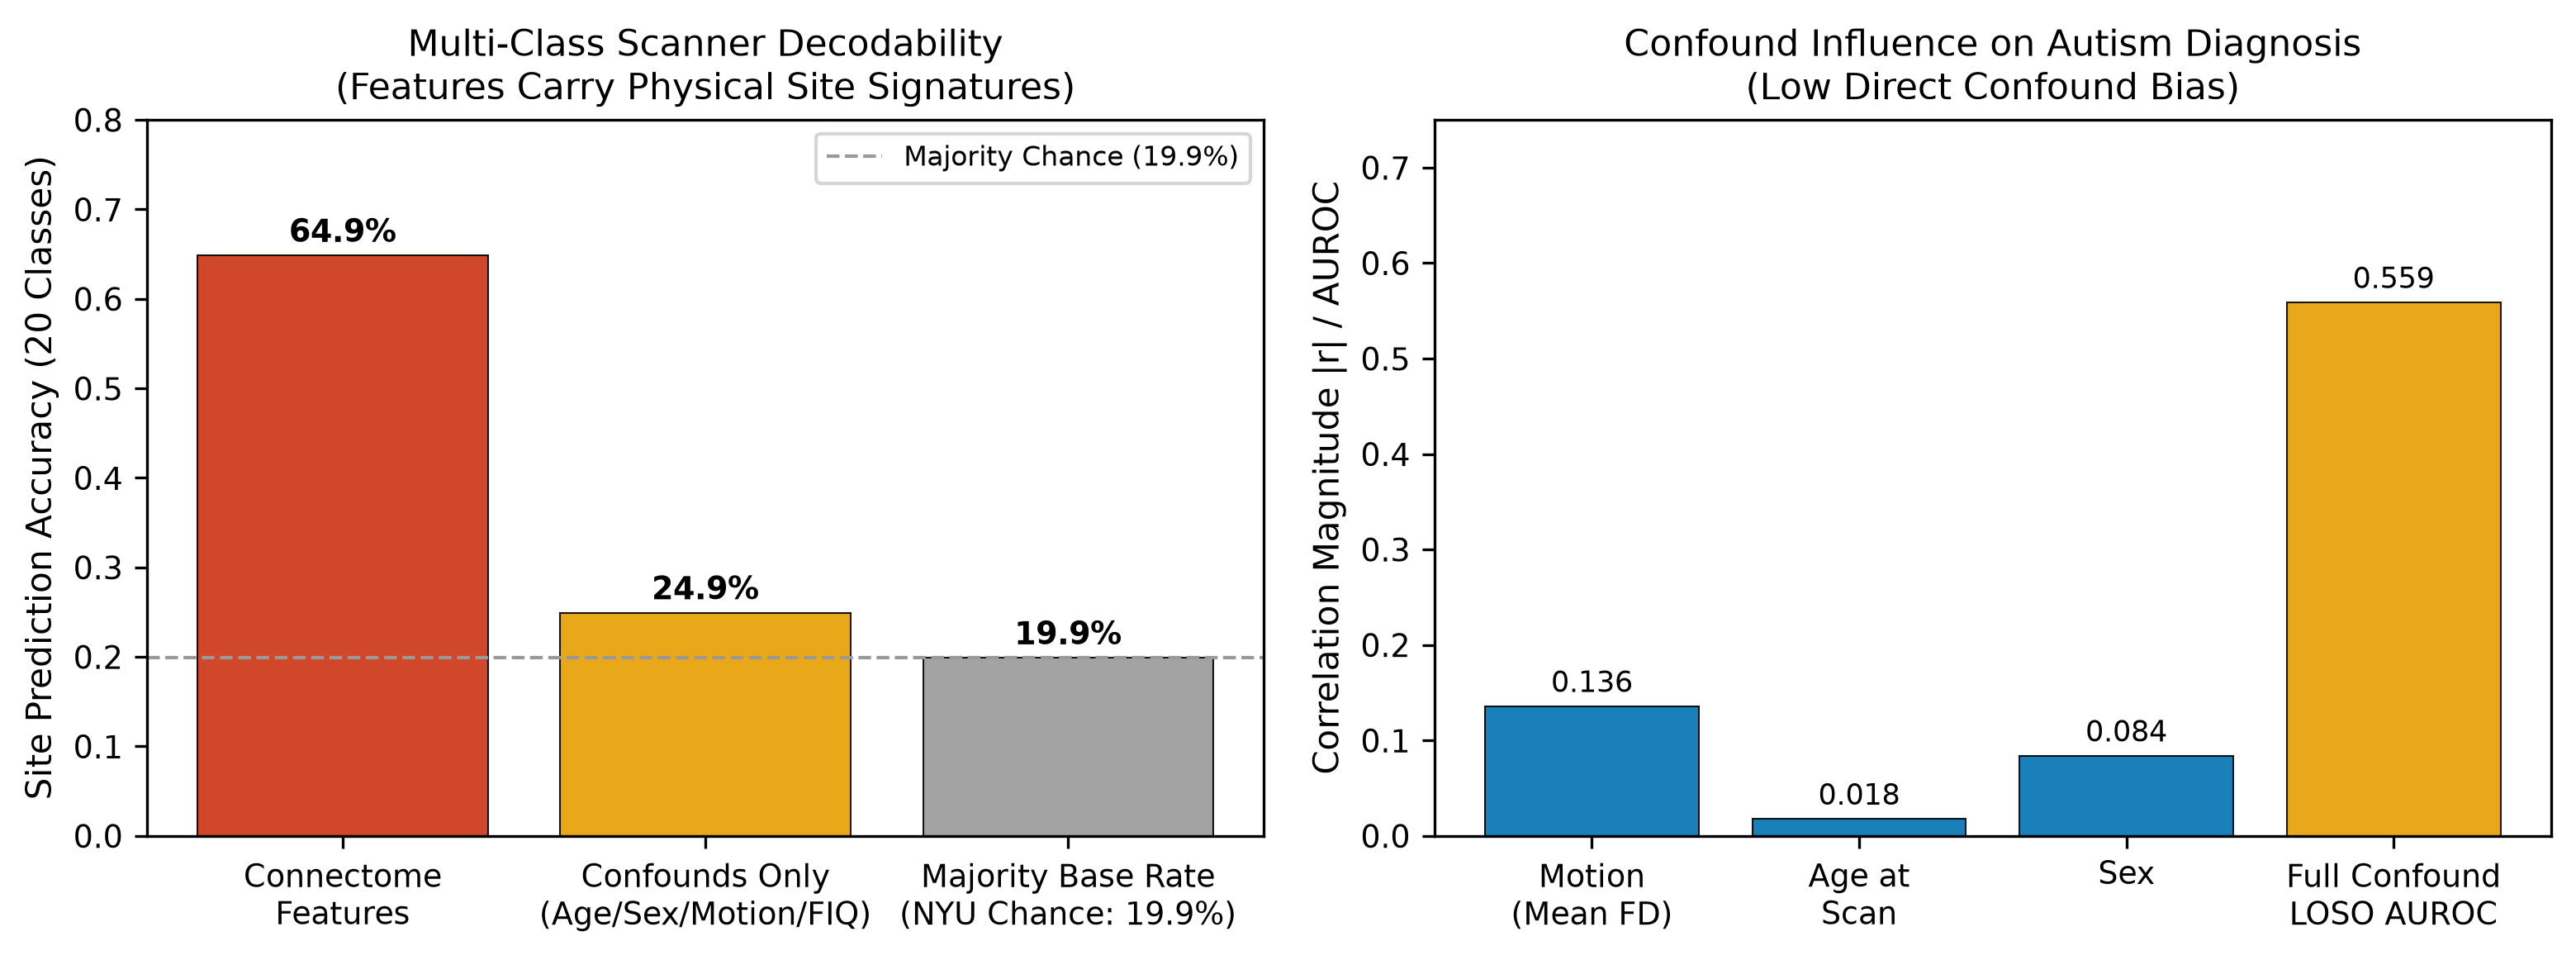 Multi-Class Scanner Decodability
(Features Carry Physical Site Signatures)
Site Prediction Accuracy (20 Classes)
0.8
0.7
0.6
0.5
0.4
0.3
0.2
0.1
0.0
Majority Chance (19.9%)
64.9%
24.9%
19.9%
Connectome
Features
Confounds Only
(Age/Sex/Motion/FIQ)
Majority Base Rate
(NYU Chance: 19.9%)
Confound Influence on Autism Diagnosis
(Low Direct Confound Bias)
Correlation Magnitude |r| / AUROC
0.7
0.6
0.5
0.4
0.3
0.2
0.1
0.0
0.136
0.018
0.084
0.559
Motion
(Mean FD)
Age at
Scan
Sex
Full Confound
LOSO AUROC